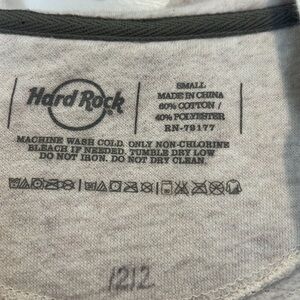 Hard Rock
SMALL
MADE IN CHINA
60% COTTON /
40% POLYESTER
RN-79177
MACHINE WASH COLD. ONLY NON-CHLORINE
BLEACH IF NEEDED. TUMBLE DRY LOW
DO NOT IRON. DO NOT DRY CLEAN
1212